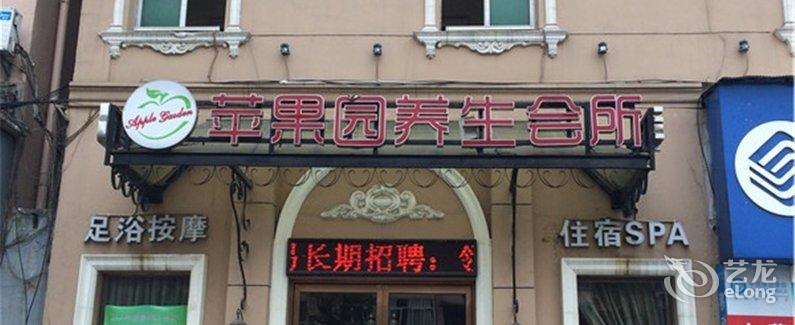 Apple Garden
苹果园养生会所
足浴按摩
住宿SPA
长期招聘：
艺龙
eLong